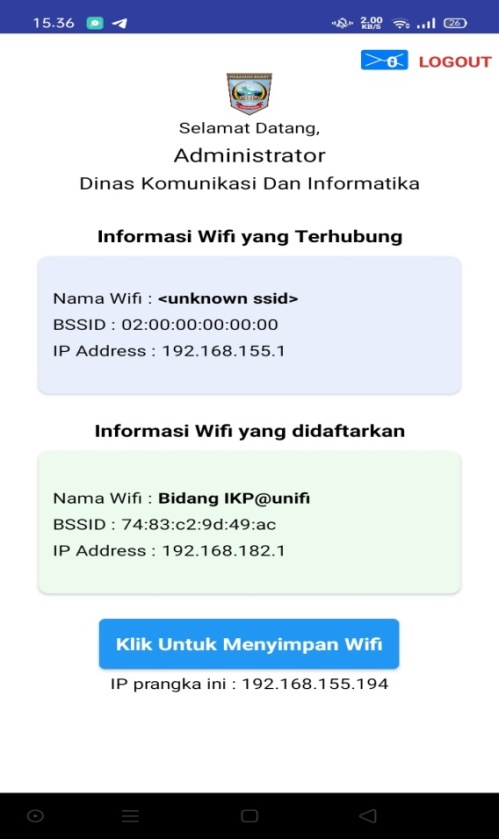 15.36 2.00 KB/S 26
0 LOGOUT
Selamat Datang,
Administrator
Dinas Komunikasi Dan Informatika
Informasi Wifi yang Terhubung
Nama Wifi : <unknown ssid>
BSSID : 02:00:00:00:00:00
IP Address : 192.168.155.1
Informasi Wifi yang didaftarkan
Nama Wifi : Bidang IKP@unifi
BSSID : 74:83:c2:9d:49:ac
IP Address : 192.168.182.1
Klik Untuk Menyimpan Wifi
IP prangka ini : 192.168.155.194